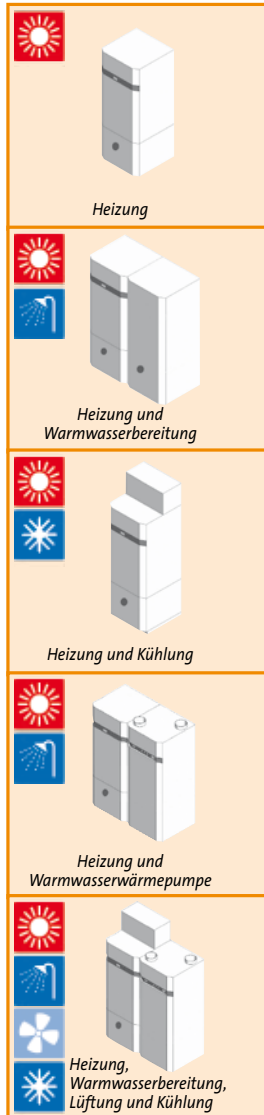 Heizung
Heizung und
Warmwasserbereitung
Heizung und Kühlung
Heizung und
Warmwasserwärmepumpe
Heizung,
Warmwasserbereitung,
Lüftung und Kühlung